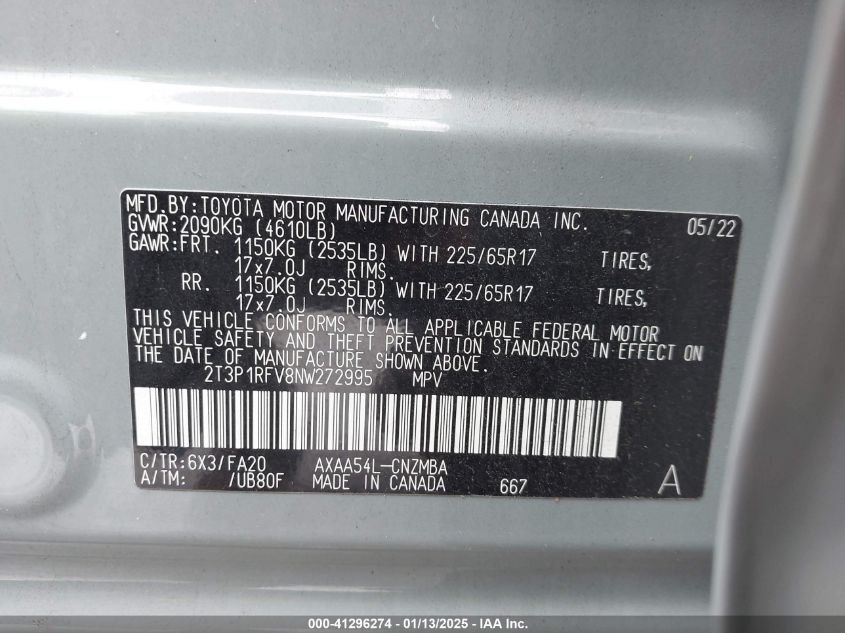 MFD.BY:TOYOTA MOTOR MANUFACTURING CANADA INC. 05/22
GVWR:2090KG (4610LB)
GAWR:FRT. 1150KG (2535LB) WITH 225/65R17 TIRES,
17x7.0J RIMS.
RR. 1150KG (2535LB) WITH 225/65R17 TIRES,
17x7.0J RIMS.
THIS VEHICLE CONFORMS TO ALL APPLICABLE FEDERAL MOTOR
VEHICLE SAFETY AND THEFT PREVENTION STANDARDS IN EFFECT ON
THE DATE OF MANUFACTURE SHOWN ABOVE.
2T3P1RFV8NW272995 MPV
C/TR:6X3/FA20 AXAA54L-CNZMBA
A/TM: /UB80F MADE IN CANADA 667 A
000-41296274 - 01/13/2025 - IAA Inc.